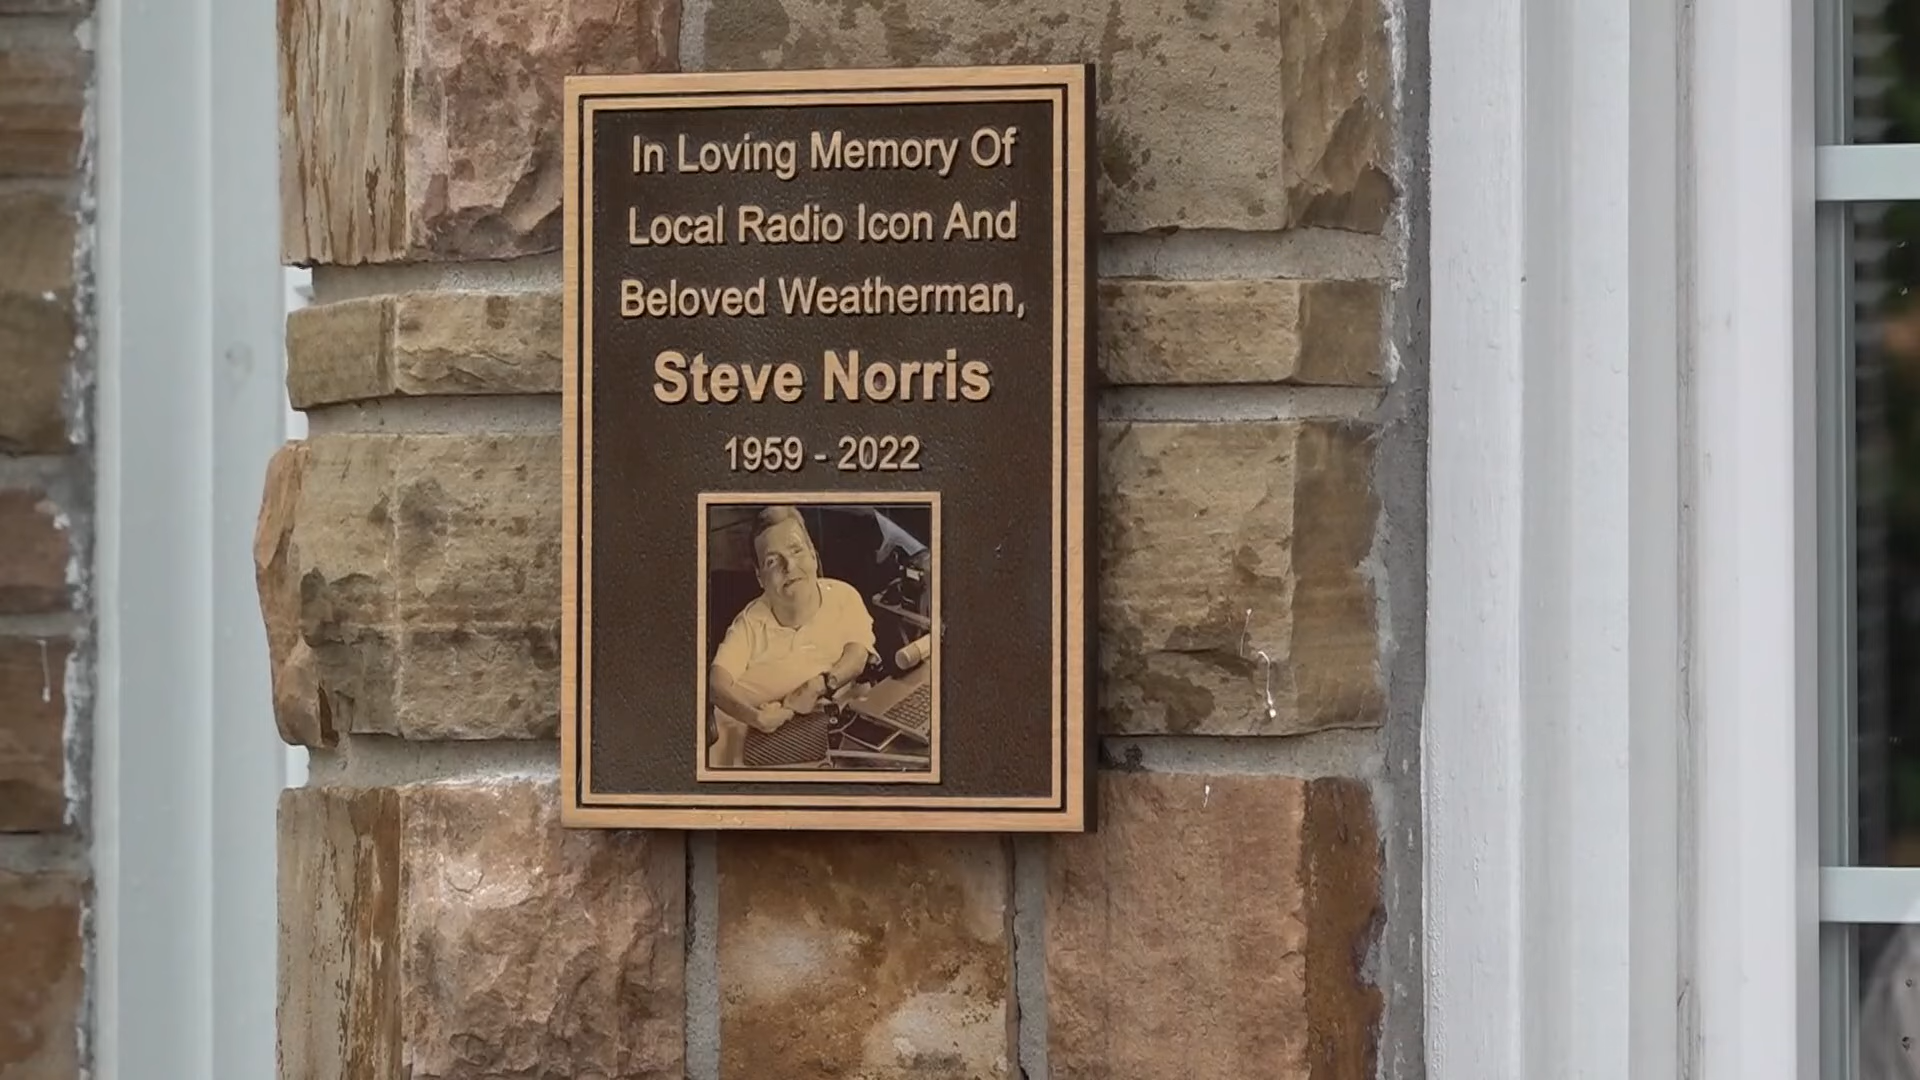 In Loving Memory Of
Local Radio Icon And
Beloved Weatherman,
Steve Norris
1959 - 2022